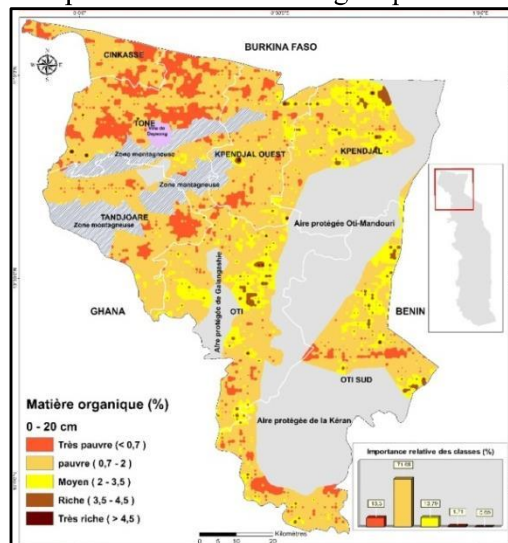 BURKINA FASO
CINKASSE
TONE
Ville de Dapaong
Zone montagneuse
KPENDJAL OUEST
KPENDJAL
Zone montagneuse
TANDJOARE
Zone montagneuse
Aire protégée Oti-Mandouri
Aire protégée de Galangashie
GHANA
OTI
BENIN
OTI SUD
Aire protégée de la Kéran
Matière organique (%)
0 - 20 cm
Très pauvre (< 0,7)
pauvre ( 0,7 - 2)
Moyen ( 2 - 3,5)
Riche ( 3,5 - 4,5)
Très riche ( > 4,5)
Importance relative des classes (%)
Kilomètres